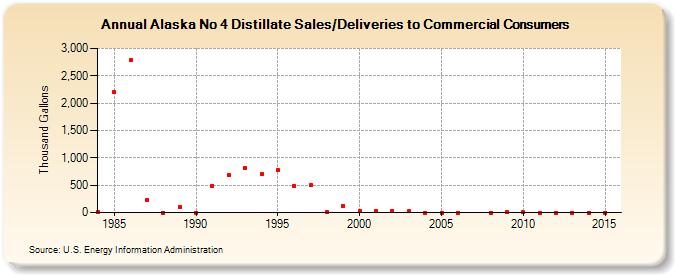 Annual Alaska No 4 Distillate Sales/Deliveries to Commercial Consumers
Thousand Gallons
3,000
2,500
2,000
1,500
1,000
500
0
1985 1990 1995 2000 2005 2010 2015
Source: U.S. Energy Information Administration